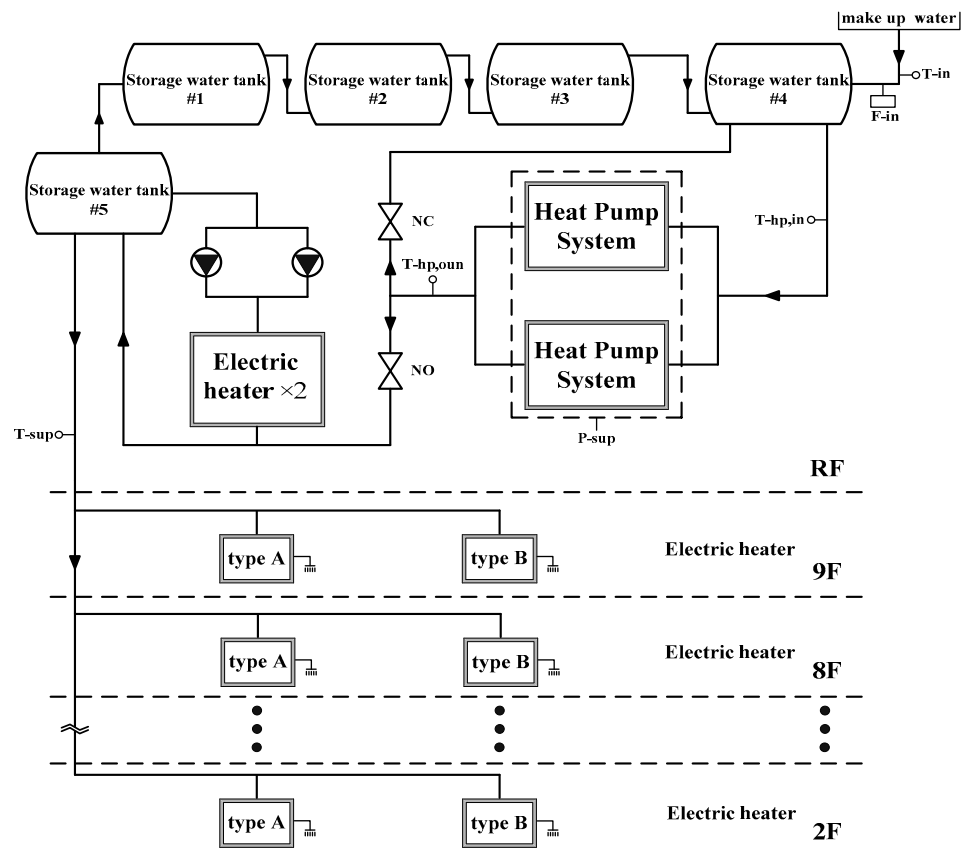 make up water
T-in
Storage water tank
#1
Storage water tank
#2
Storage water tank
#3
Storage water tank
#4
F-in
Storage water tank
#5
NC
Heat Pump
System
T-hp,in
T-hp,oun
Electric
heater ×2
NO
Heat Pump
System
P-sup
T-sup
RF
type A
type B
Electric heater
9F
type A
type B
Electric heater
8F
type A
type B
Electric heater
2F